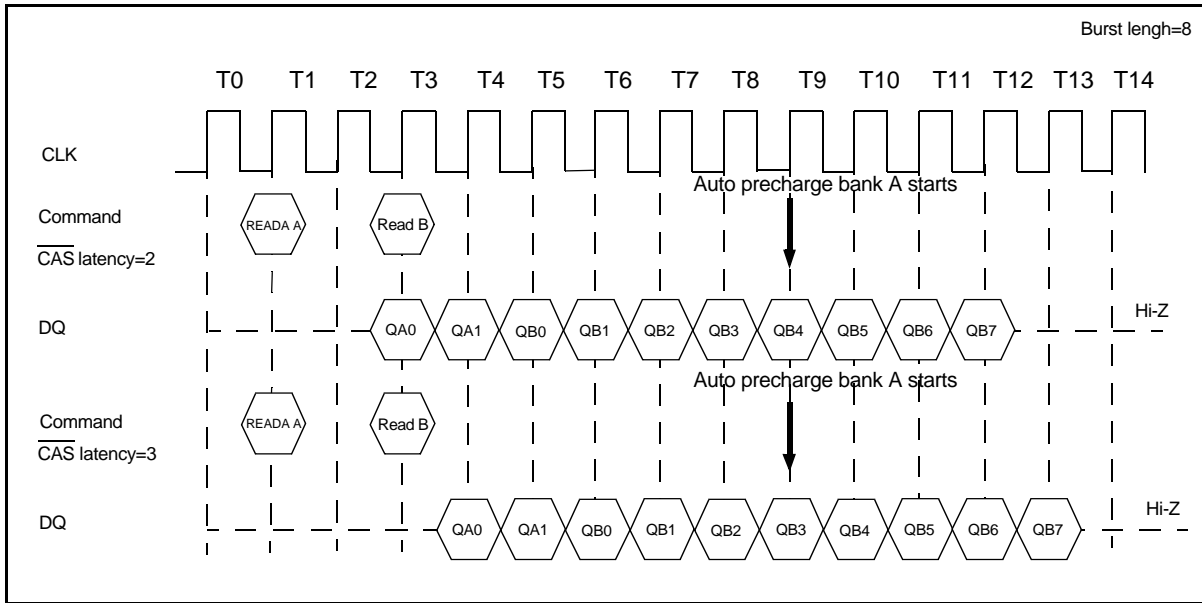 Burst lengh=8
T0 T1 T2 T3 T4 T5 T6 T7 T8 T9 T10 T11 T12 T13 T14
CLK
Auto precharge bank A starts
Command
READA A Read B
CAS latency=2
DQ
QA0 QA1 QB0 QB1 QB2 QB3 QB4 QB5 QB6 QB7
Hi-Z
Auto precharge bank A starts
Command
READA A Read B
CAS latency=3
DQ
QA0 QA1 QB0 QB1 QB2 QB3 QB4 QB5 QB6 QB7
Hi-Z